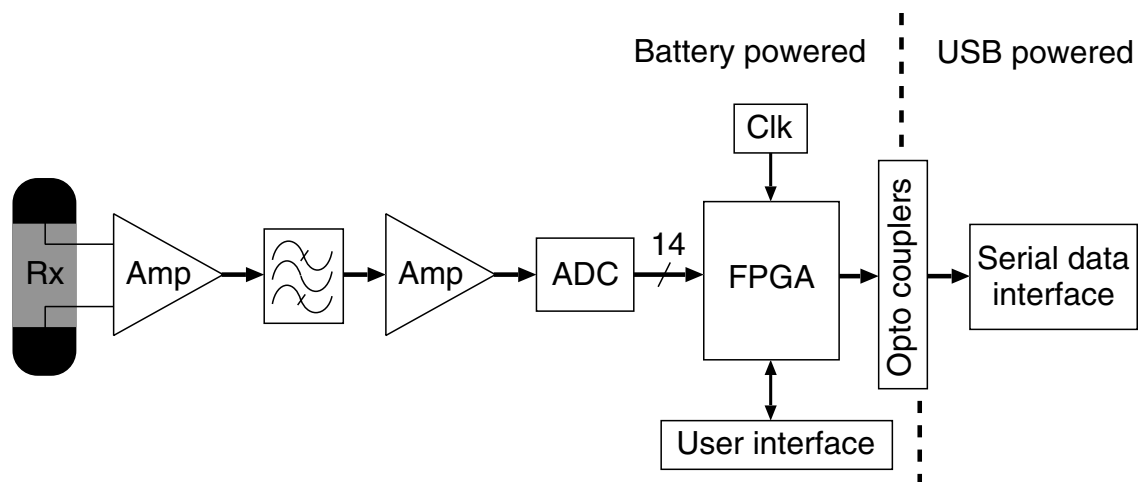 Battery powered
USB powered
Clk
Rx
Amp
Amp
ADC
14
FPGA
Opto couplers
Serial data
interface
User interface